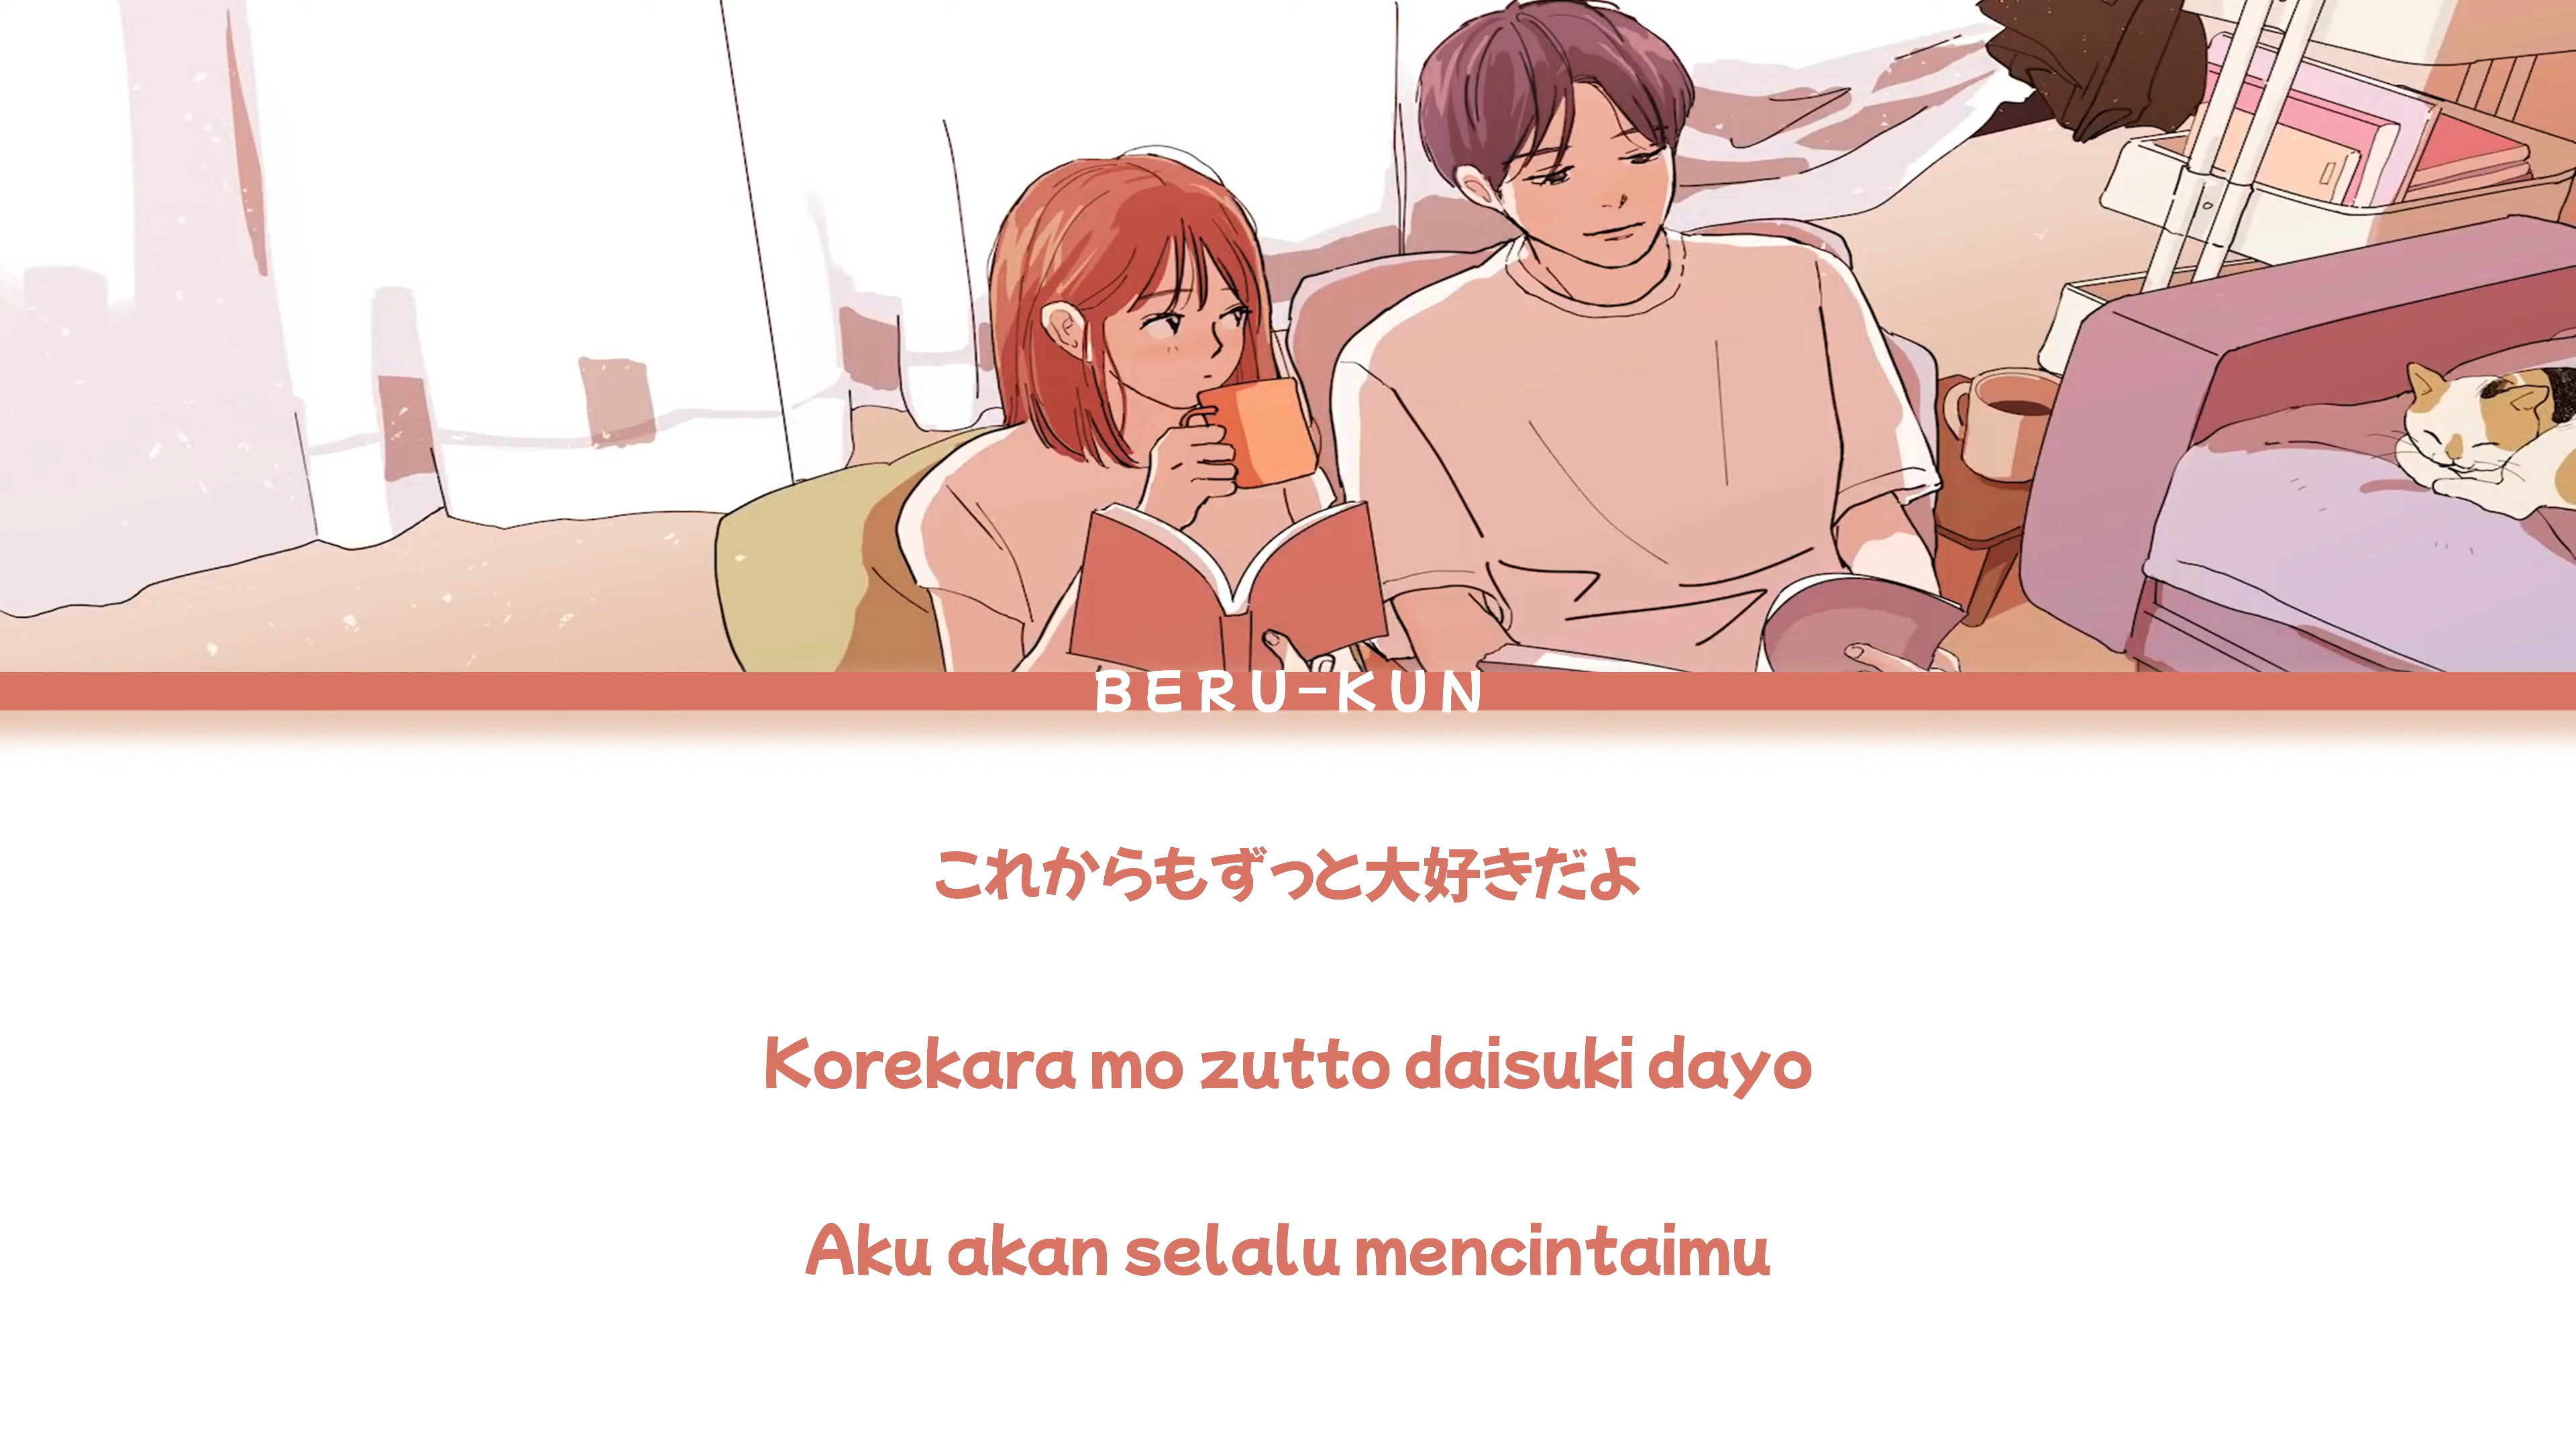 BERU-KUN
これからもずっと大好きだよ
Korekara mo zutto daisuki dayo
Aku akan selalu mencintaimu